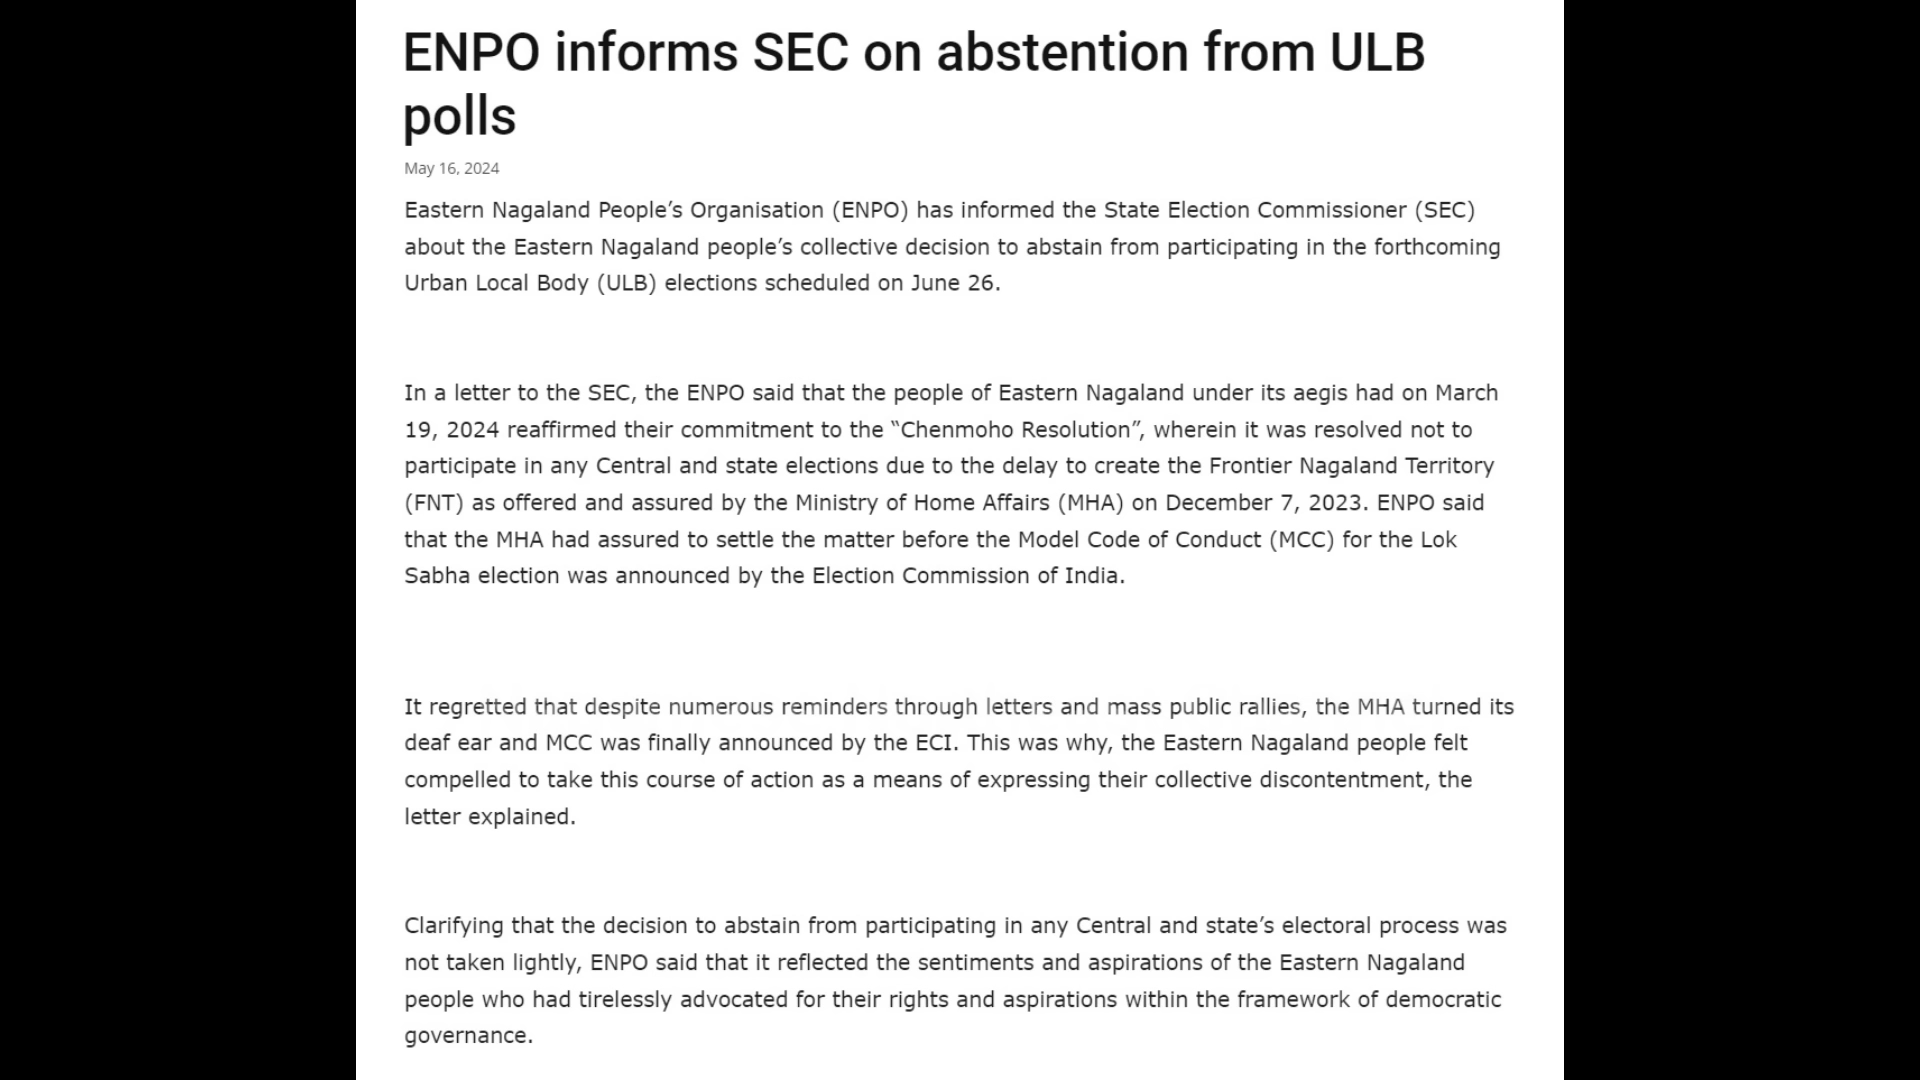 ENPO informs SEC on abstention from ULB
polls
May 16, 2024
Eastern Nagaland People’s Organisation (ENPO) has informed the State Election Commissioner (SEC)
about the Eastern Nagaland people’s collective decision to abstain from participating in the forthcoming
Urban Local Body (ULB) elections scheduled on June 26.
In a letter to the SEC, the ENPO said that the people of Eastern Nagaland under its aegis had on March
19, 2024 reaffirmed their commitment to the “Chenmoho Resolution”, wherein it was resolved not to
participate in any Central and state elections due to the delay to create the Frontier Nagaland Territory
(FNT) as offered and assured by the Ministry of Home Affairs (MHA) on December 7, 2023. ENPO said
that the MHA had assured to settle the matter before the Model Code of Conduct (MCC) for the Lok
Sabha election was announced by the Election Commission of India.
It regretted that despite numerous reminders through letters and mass public rallies, the MHA turned its
deaf ear and MCC was finally announced by the ECI. This was why, the Eastern Nagaland people felt
compelled to take this course of action as a means of expressing their collective discontentment, the
letter explained.
Clarifying that the decision to abstain from participating in any Central and state’s electoral process was
not taken lightly, ENPO said that it reflected the sentiments and aspirations of the Eastern Nagaland
people who had tirelessly advocated for their rights and aspirations within the framework of democratic
governance.